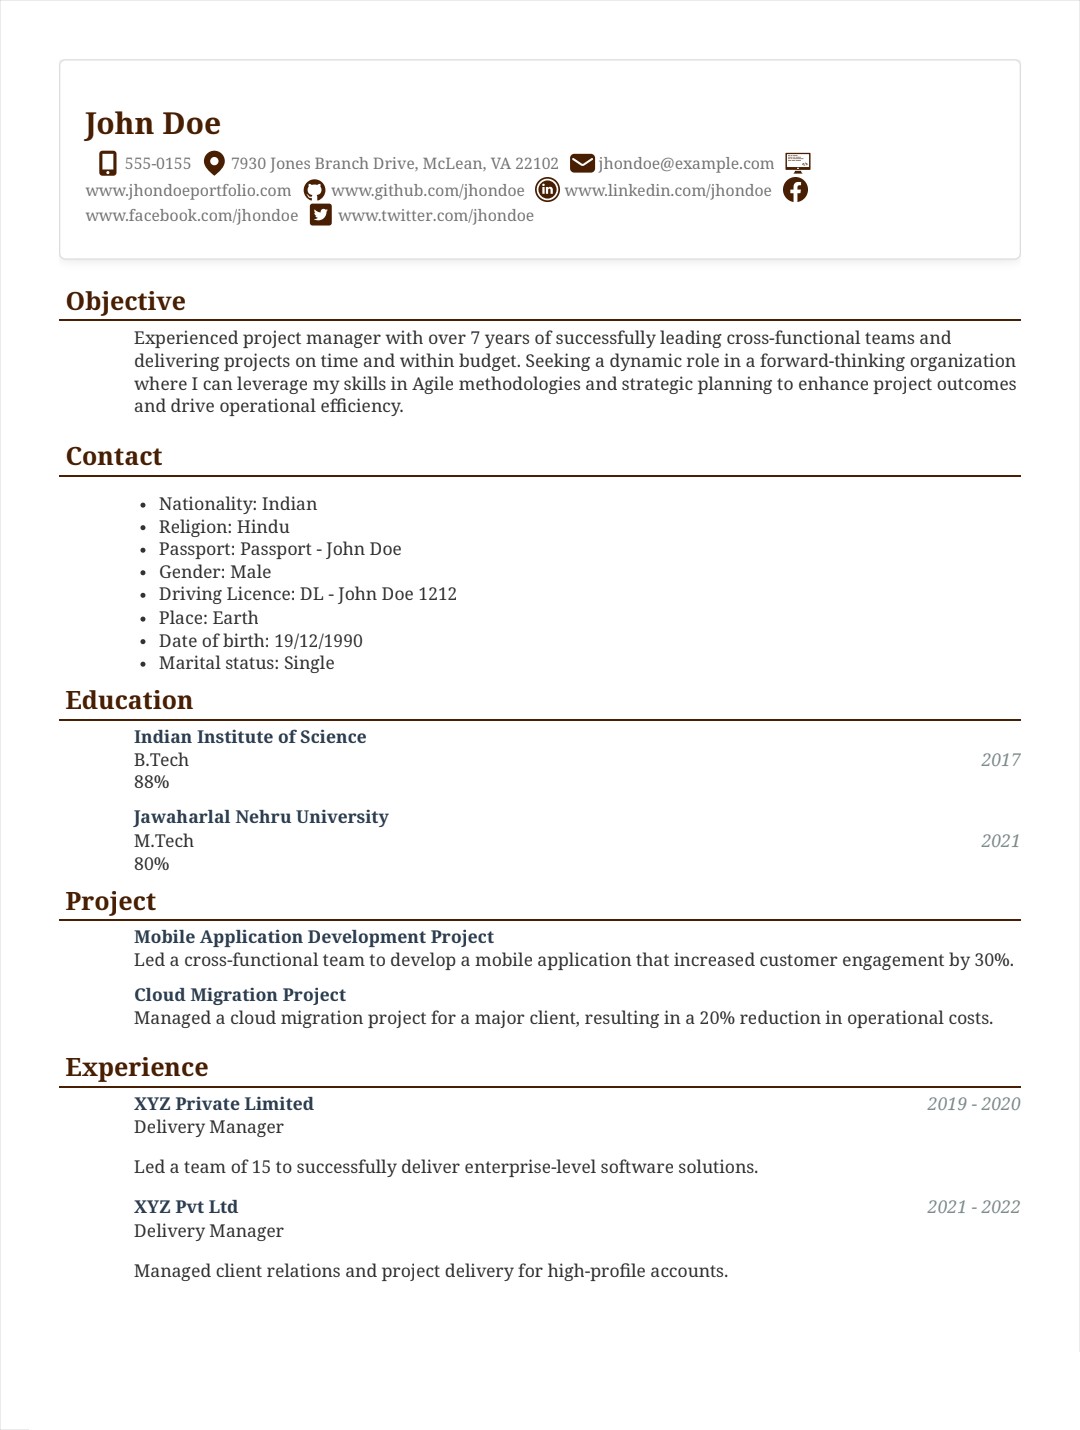 John Doe
555-0155 7930 Jones Branch Drive, McLean, VA 22102 jhondoe@example.com
www.jhondoeportfolio.com www.github.com/jhondoe www.linkedin.com/jhondoe
www.facebook.com/jhondoe www.twitter.com/jhondoe
Objective
Experienced project manager with over 7 years of successfully leading cross-functional teams and
delivering projects on time and within budget. Seeking a dynamic role in a forward-thinking organization
where I can leverage my skills in Agile methodologies and strategic planning to enhance project outcomes
and drive operational efficiency.
Contact
• Nationality: Indian
• Religion: Hindu
• Passport: Passport - John Doe
• Gender: Male
• Driving Licence: DL - John Doe 1212
• Place: Earth
• Date of birth: 19/12/1990
• Marital status: Single
Education
Indian Institute of Science
B.Tech 2017
88%
Jawaharlal Nehru University
M.Tech 2021
80%
Project
Mobile Application Development Project
Led a cross-functional team to develop a mobile application that increased customer engagement by 30%.
Cloud Migration Project
Managed a cloud migration project for a major client, resulting in a 20% reduction in operational costs.
Experience
XYZ Private Limited 2019 - 2020
Delivery Manager
Led a team of 15 to successfully deliver enterprise-level software solutions.
XYZ Pvt Ltd 2021 - 2022
Delivery Manager
Managed client relations and project delivery for high-profile accounts.